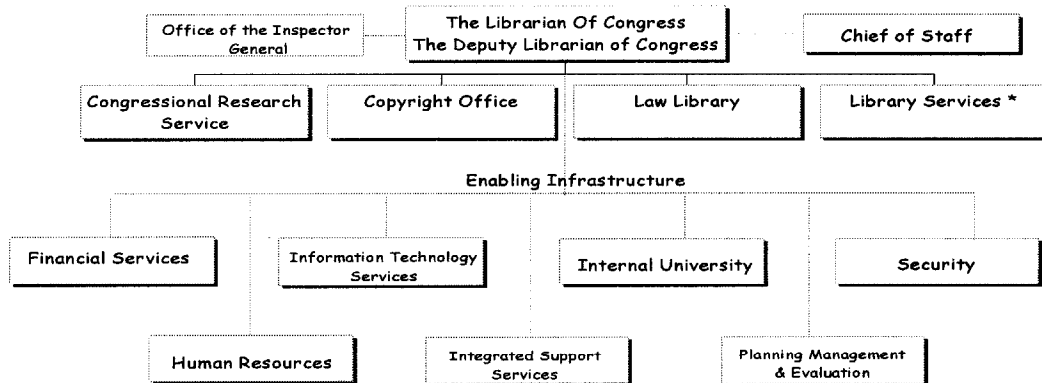 Office of the Inspector
General
The Librarian Of Congress
The Deputy Librarian of Congress
Chief of Staff
Congressional Research
Service
Copyright Office
Law Library
Library Services *
Enabling Infrastructure
Financial Services
Information Technology
Services
Internal University
Security
Human Resources
Integrated Support
Services
Planning Management
& Evaluation